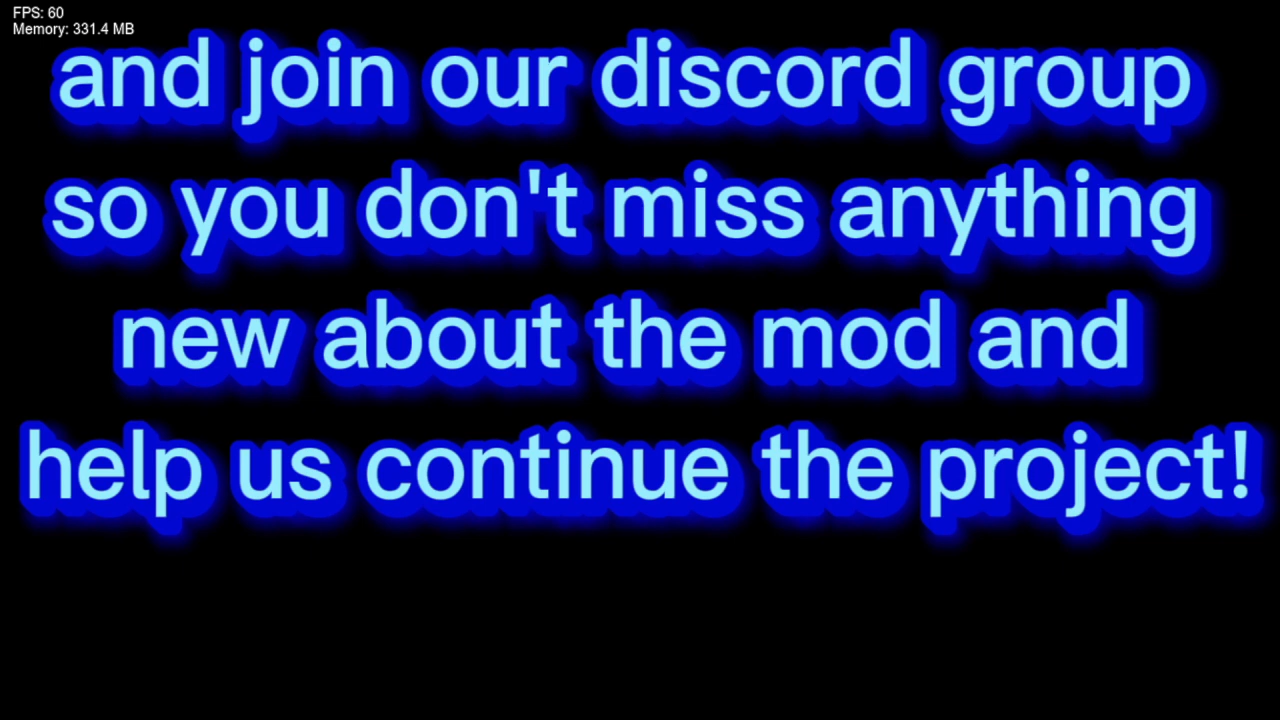 FPS: 60
Memory: 331.4 MB
and join our discord group
so you don't miss anything
new about the mod and
help us continue the project!